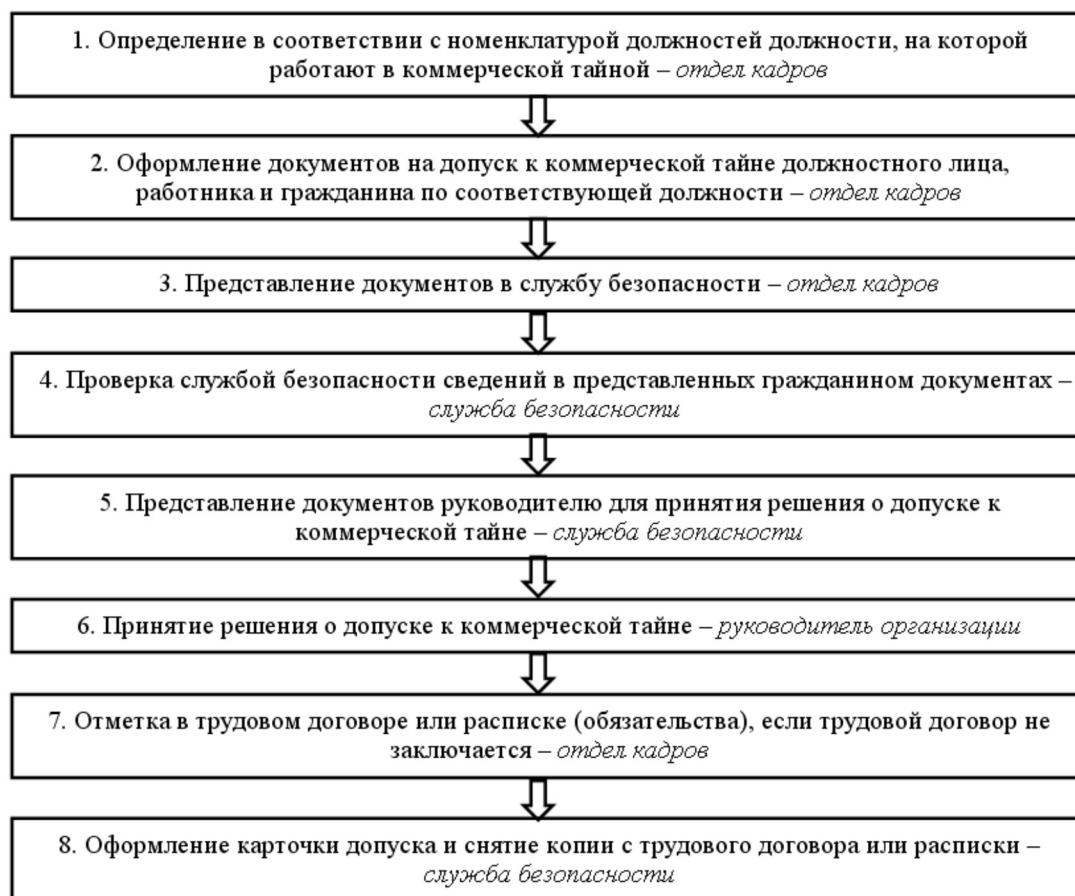 1. Определение в соответствии с номенклатурой должностей должности, на которой
работают в коммерческой тайной – отдел кадров
2. Оформление документов на допуск к коммерческой тайне должностного лица,
работника и гражданина по соответствующей должности – отдел кадров
3. Представление документов в службу безопасности – отдел кадров
4. Проверка службой безопасности сведений в представленных гражданином документах –
служба безопасности
5. Представление документов руководителю для принятия решения о допуске к
коммерческой тайне – служба безопасности
6. Принятие решения о допуске к коммерческой тайне – руководитель организации
7. Отметка в трудовом договоре или расписке (обязательства), если трудовой договор не
заключается – отдел кадров
8. Оформление карточки допуска и снятие копии с трудового договора или расписки –
служба безопасности